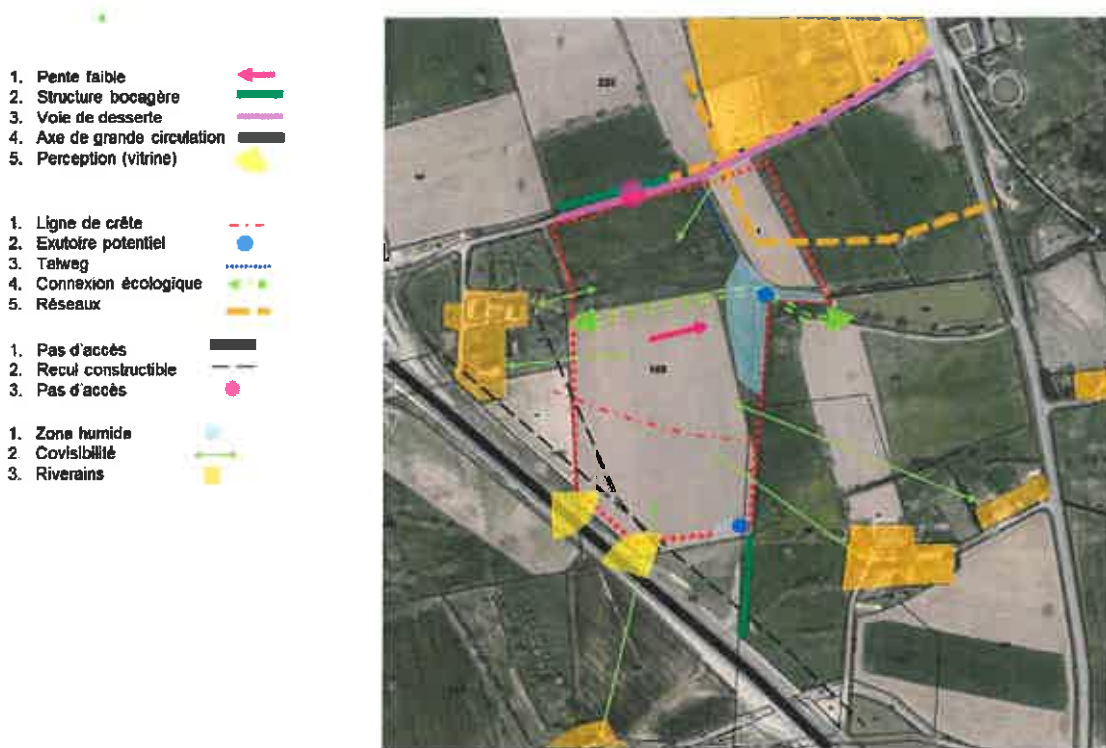 1. Pente faible
2. Structure bocagère
3. Voie de desserte
4. Axe de grande circulation
5. Perception (vitrine)
1. Ligne de crête
2. Exutoire potentiel
3. Talweg
4. Connexion écologique
5. Réseaux
1. Pas d'accès
2. Recul constructible
3. Pas d'accès
1. Zone humide
2. Covisibilité
3. Riverains